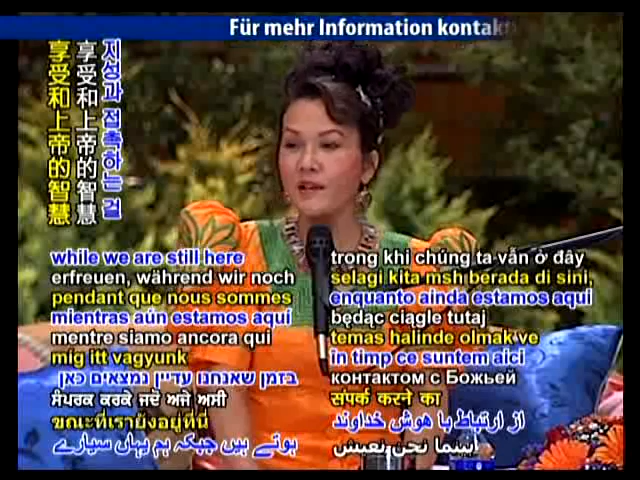 Für mehr Information kontak
享受和上帝的智慧
享受和上帝的智慧
지성과 접촉하는 걸
while we are still here
erfreuen, während wir noch
pendant que nous sommes
mientras aún estamos aquí
mentre siamo ancora qui
míg itt vagyunk
בזמן שאנחנו עדיין נמצאים כאן
ਸੰਪਰਕ ਕਰਕੇ ਜਦੋ ਅਜੇ ਅਸੀ
ขณะที่เรายังอยู่ที่นี่
ہوتے ہیں جبکہ ہم یہاں سیارے
trong khi chúng ta vẫn ở đây
selagi kita msh berada di sini,
enquanto ainda estamos aqui
będąc ciągle tutaj
temas halinde olmak ve
în timp ce suntem aici
контактом с Божьей
संपर्क करने का
از ارتباط با هوش خداوند
بينما نحن نعيش